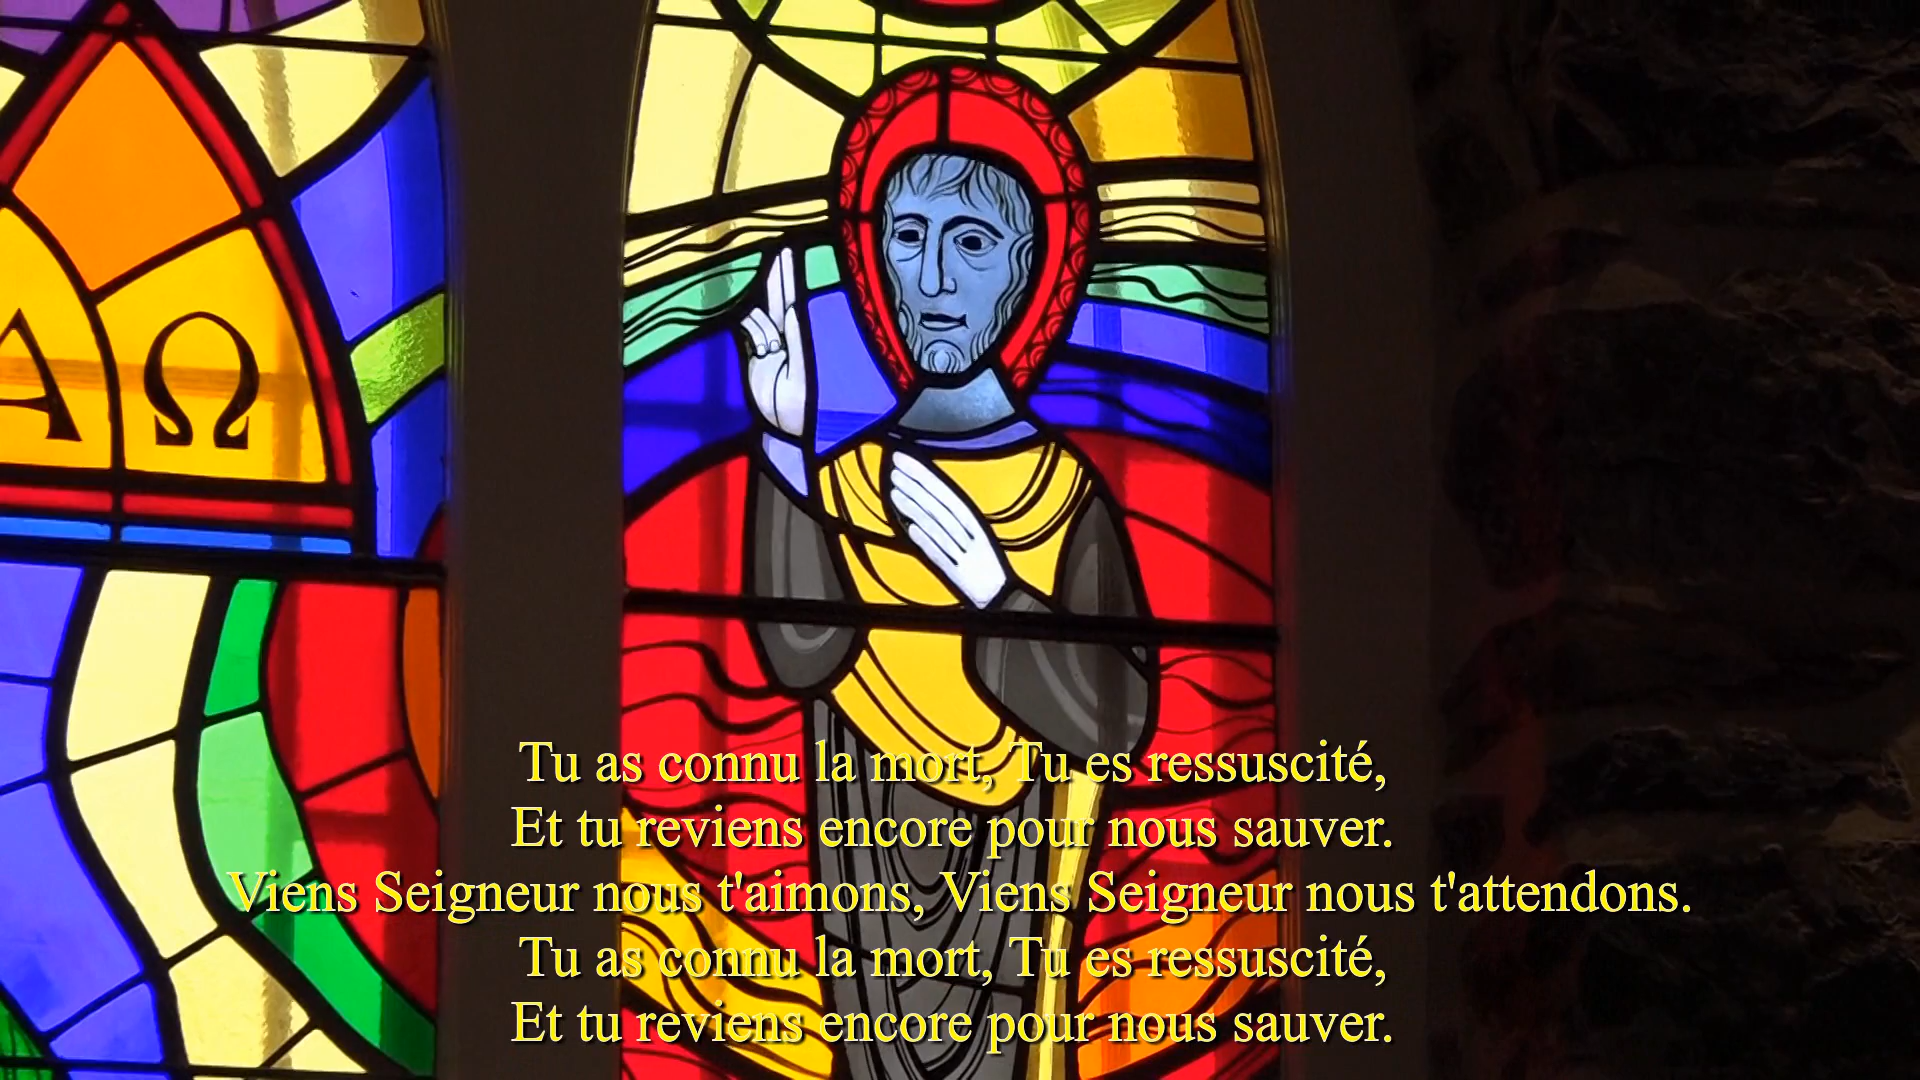 Α Ω
Tu as connu la mort, Tu es ressuscité,
Et tu reviens encore pour nous sauver.
Viens Seigneur nous t'aimons, Viens Seigneur nous t'attendons.
Tu as connu la mort, Tu es ressuscité,
Et tu reviens encore pour nous sauver.